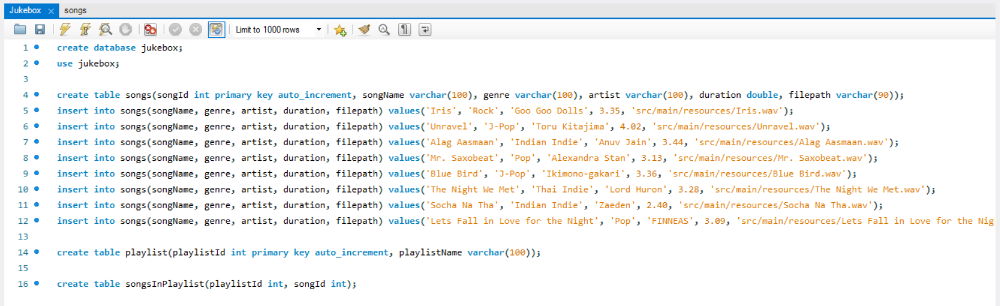 Jukebox songs
Limit to 1000 rows
1 create database jukebox;
2 use jukebox;
3
4 create table songs(songId int primary key auto_increment, songName varchar(100), genre varchar(100), artist varchar(100), duration double, filepath varchar(90));
5 insert into songs(songName, genre, artist, duration, filepath) values('Iris', 'Rock', 'Goo Goo Dolls', 3.35, 'src/main/resources/Iris.wav');
6 insert into songs(songName, genre, artist, duration, filepath) values('Unravel', 'J-Pop', 'Toru Kitajima', 4.02, 'src/main/resources/Unravel.wav');
7 insert into songs(songName, genre, artist, duration, filepath) values('Alag Aasmaan', 'Indian Indie', 'Anuv Jain', 3.44, 'src/main/resources/Alag Aasmaan.wav');
8 insert into songs(songName, genre, artist, duration, filepath) values('Mr. Saxobeat', 'Pop', 'Alexandra Stan', 3.13, 'src/main/resources/Mr. Saxobeat.wav');
9 insert into songs(songName, genre, artist, duration, filepath) values('Blue Bird', 'J-Pop', 'Ikimono-gakari', 3.36, 'src/main/resources/Blue Bird.wav');
10 insert into songs(songName, genre, artist, duration, filepath) values('The Night We Met', 'Thai Indie', 'Lord Huron', 3.28, 'src/main/resources/The Night We Met.wav');
11 insert into songs(songName, genre, artist, duration, filepath) values('Socha Na Tha', 'Indian Indie', 'Zaeden', 2.40, 'src/main/resources/Socha Na Tha.wav');
12 insert into songs(songName, genre, artist, duration, filepath) values('Lets Fall in Love for the Night', 'Pop', 'FINNEAS', 3.09, 'src/main/resources/Lets Fall in Love for the Nig
13
14 create table playlist(playlistId int primary key auto_increment, playlistName varchar(100));
15
16 create table songsInPlaylist(playlistId int, songId int);